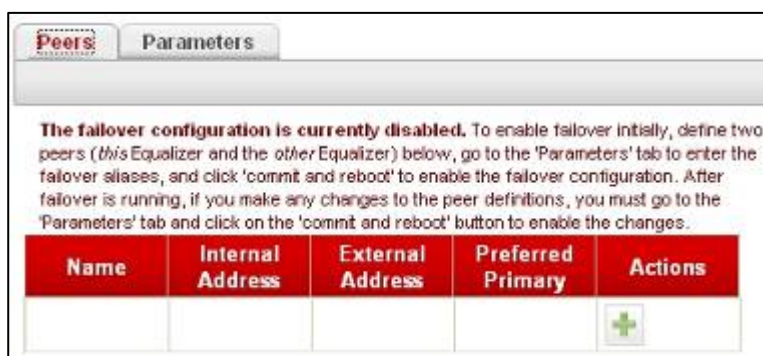 Peers Parameters
The failover configuration is currently disabled. To enable failover initially, define two
peers (this Equalizer and the other Equalizer) below, go to the 'Parameters' tab to enter the
failover aliases, and click 'commit and reboot' to enable the failover configuration. After
failover is running, if you make any changes to the peer definitions, you must go to the
'Parameters' tab and click on the 'commit and reboot' button to enable the changes.
Name Internal Address External Address Preferred Primary Actions